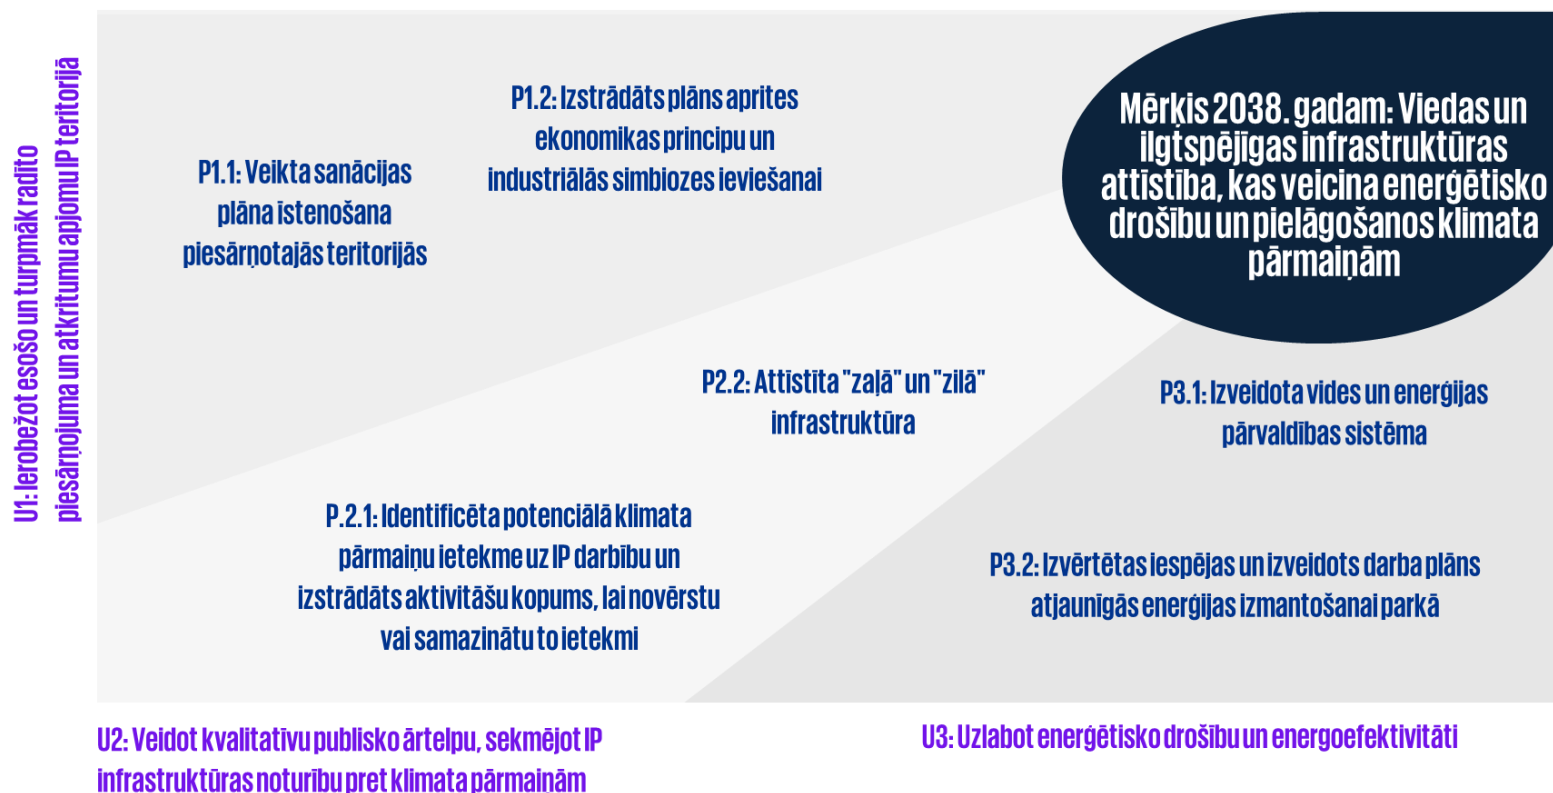 U1: Ierobežot esošo un turpmāk radīto
piesārņojuma un atkritumu apjomu IP teritorijā
P1.1: Veikta sanācijas
plāna īstenošana
piesārņotajās teritorijās
P1.2: Izstrādāts plāns aprites
ekonomikas principu un
industriālās simbiozes ieviešanai
Mērķis 2038. gadam: Viedas un
ilgtspējīgas infrastruktūras
attīstība, kas veicina enerģētisko
drošību un pielāgošanos klimata
pārmaiņām
P2.2: Attīstīta "zaļā" un "zilā"
infrastruktūra
P3.1: Izveidota vides un enerģijas
pārvaldības sistēma
P.2.1: Identificēta potenciālā klimata
pārmaiņu ietekme uz IP darbību un
izstrādāts aktivitāšu kopums, lai novērstu
vai samazinātu to ietekmi
P3.2: Izvērtētas iespējas un izveidots darba plāns
atjaunīgās enerģijas izmantošanai parkā
U2: Veidot kvalitatīvu publisko ārtelpu, sekmējot IP
infrastruktūras noturību pret klimata pārmaiņām
U3: Uzlabot enerģētisko drošību un energoefektivitāti